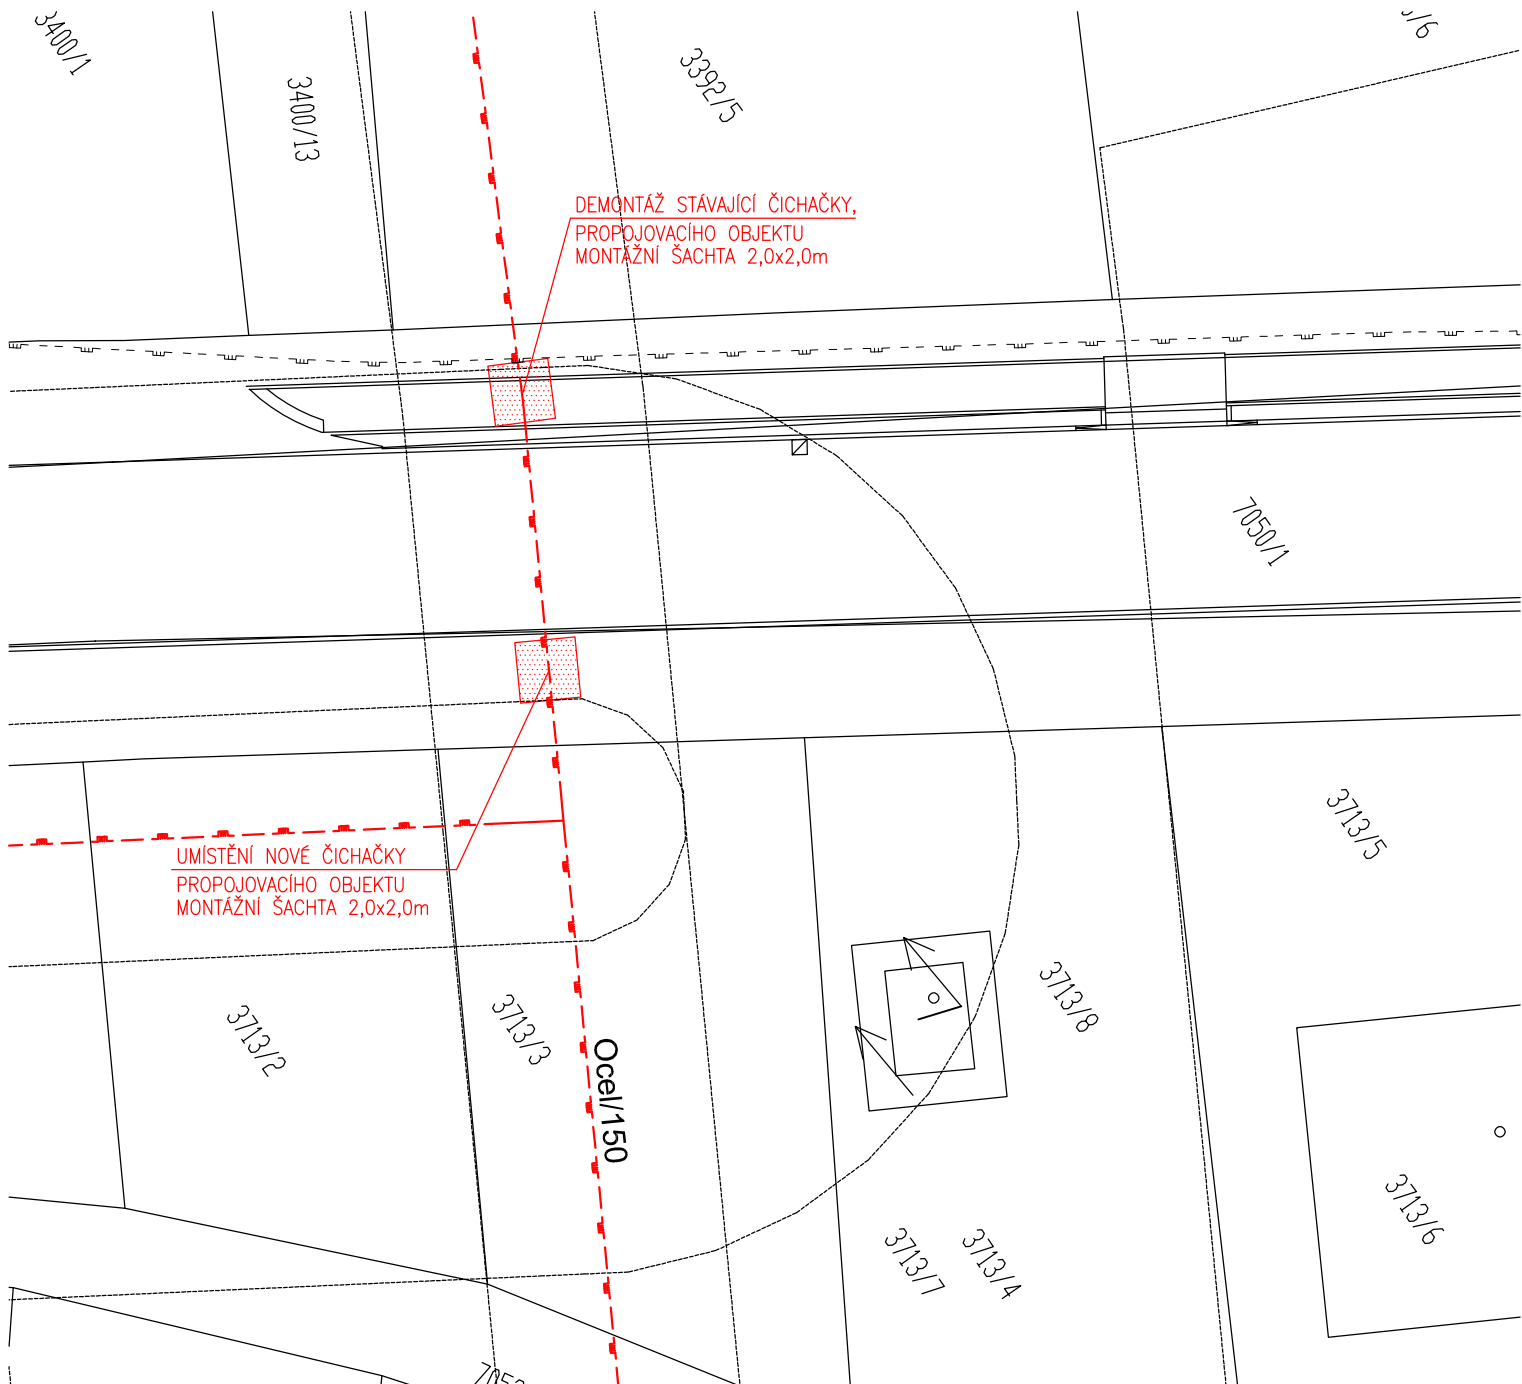 3400/1
3400/13
3392/5
DEMONTÁŽ STÁVAJÍCÍ ČICHAČKY,
PROPOJOVACÍHO OBJEKTU
MONTÁŽNÍ ŠACHTA 2,0x2,0m
7050/1
3713/5
UMÍSTĚNÍ NOVÉ ČICHAČKY
PROPOJOVACÍHO OBJEKTU
MONTÁŽNÍ ŠACHTA 2,0x2,0m
3713/2
3713/3
3713/8
Ocel/150
3713/6
3713/7
3713/4